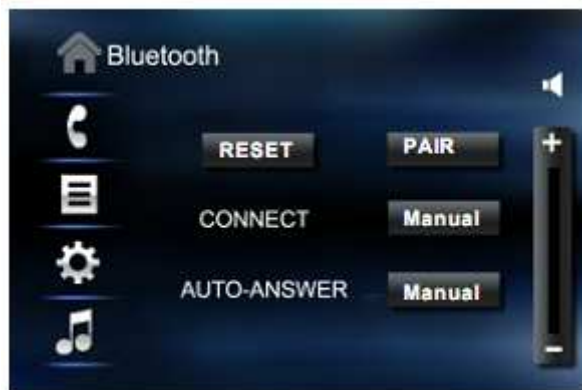 Bluetooth
RESET PAIR
+
CONNECT Manual
AUTO-ANSWER Manual
-